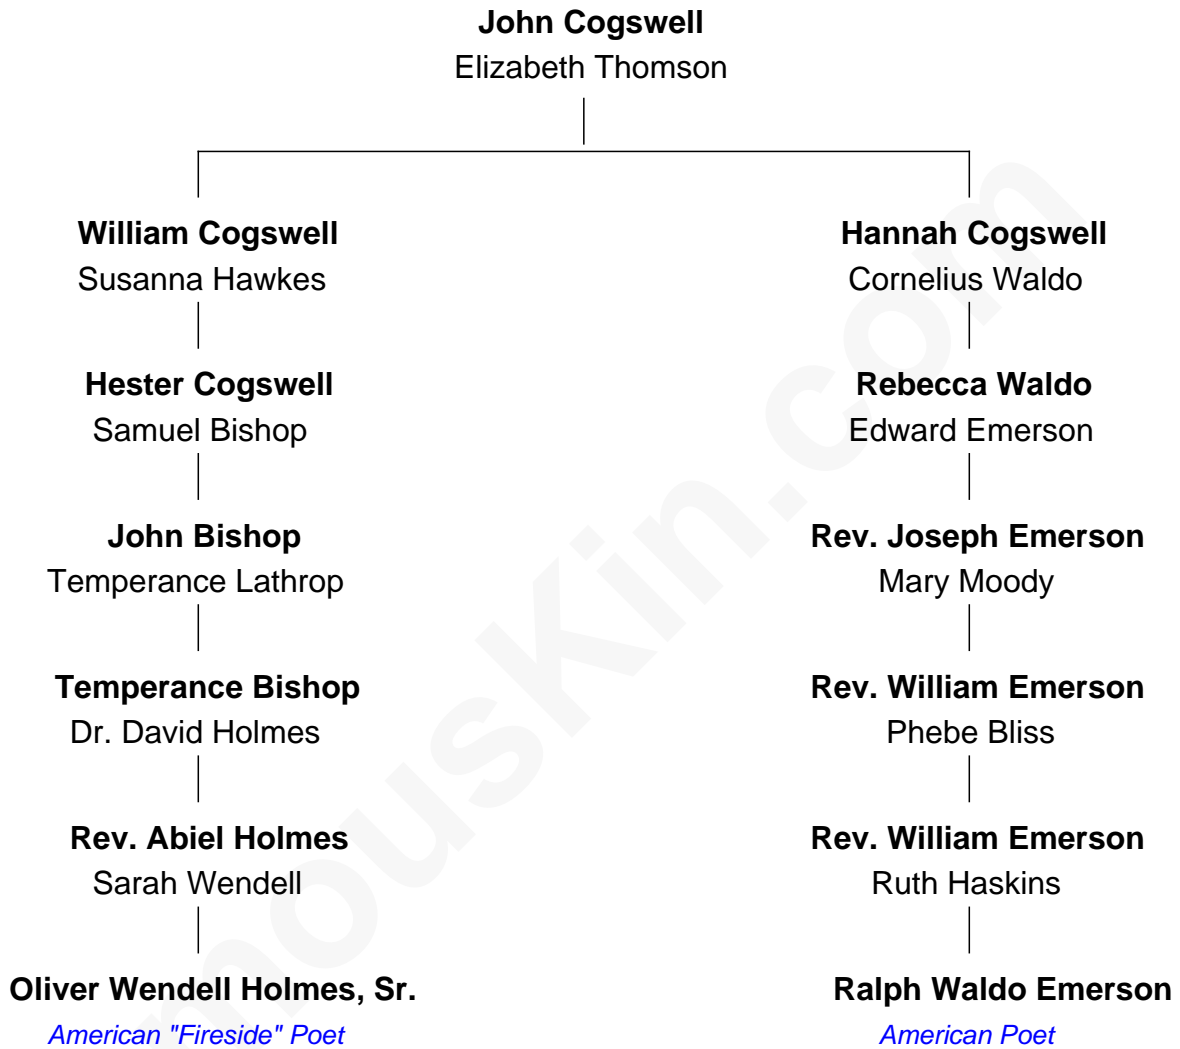 John Cogswell
Elizabeth Thomson
William Cogswell
Susanna Hawkes
Hannah Cogswell
Cornelius Waldo
Hester Cogswell
Samuel Bishop
Rebecca Waldo
Edward Emerson
John Bishop
Temperance Lathrop
Rev. Joseph Emerson
Mary Moody
Temperance Bishop
Dr. David Holmes
Rev. William Emerson
Phebe Bliss
Rev. Abiel Holmes
Sarah Wendell
Rev. William Emerson
Ruth Haskins
Oliver Wendell Holmes, Sr.
American "Fireside" Poet
Ralph Waldo Emerson
American Poet
mousKin.com